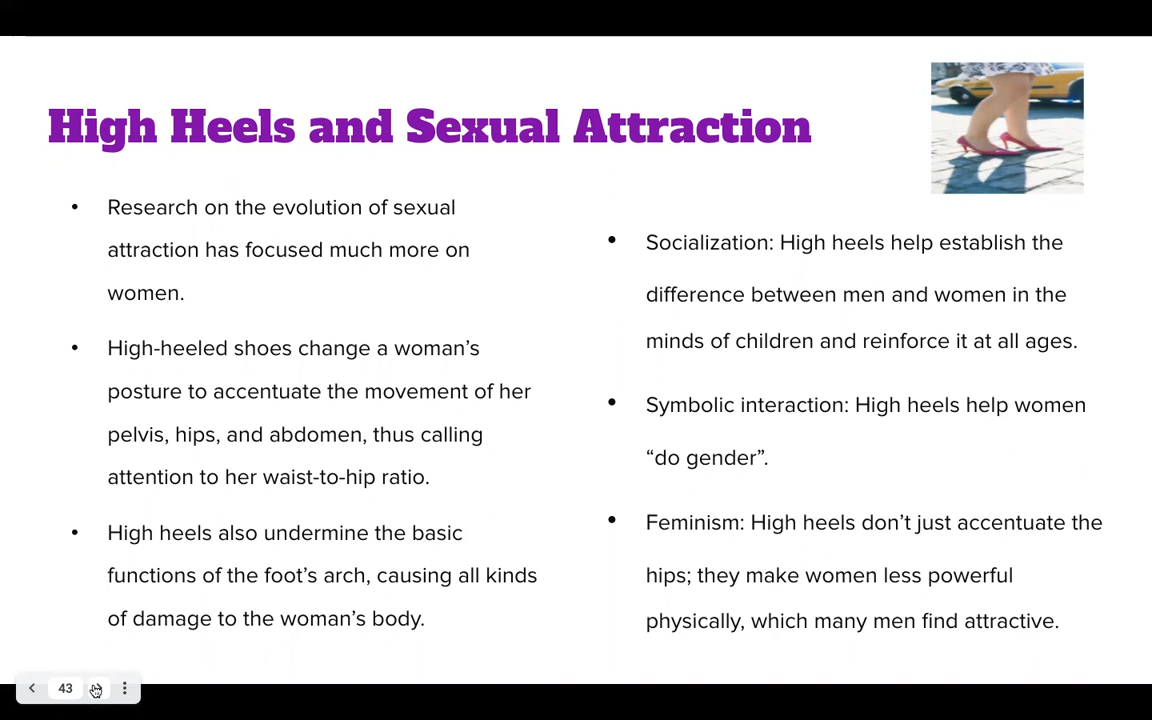 High Heels and Sexual Attraction
• Research on the evolution of sexual
attraction has focused much more on
women.
• High-heeled shoes change a woman’s
posture to accentuate the movement of her
pelvis, hips, and abdomen, thus calling
attention to her waist-to-hip ratio.
• High heels also undermine the basic
functions of the foot’s arch, causing all kinds
of damage to the woman’s body.
• Socialization: High heels help establish the
difference between men and women in the
minds of children and reinforce it at all ages.
• Symbolic interaction: High heels help women
“do gender”.
• Feminism: High heels don’t just accentuate the
hips; they make women less powerful
physically, which many men find attractive.
43